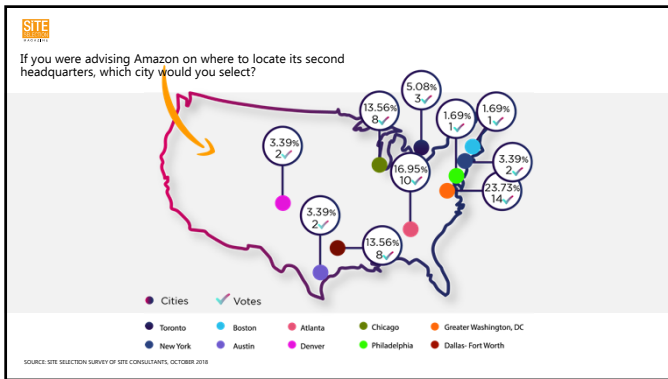 SITE
SELECTION
MAGAZINE
If you were advising Amazon on where to locate its second
headquarters, which city would you select?
5.08%
3
13.56%
8
1.69%
1
1.69%
1
3.39%
2
16.95%
10
3.39%
2
23.73%
14
3.39%
2
13.56%
8
Cities
Votes
Toronto
Boston
Atlanta
Chicago
Greater Washington, DC
New York
Austin
Denver
Philadelphia
Dallas- Fort Worth
SOURCE: SITE SELECTION SURVEY OF SITE CONSULTANTS, OCTOBER 2018